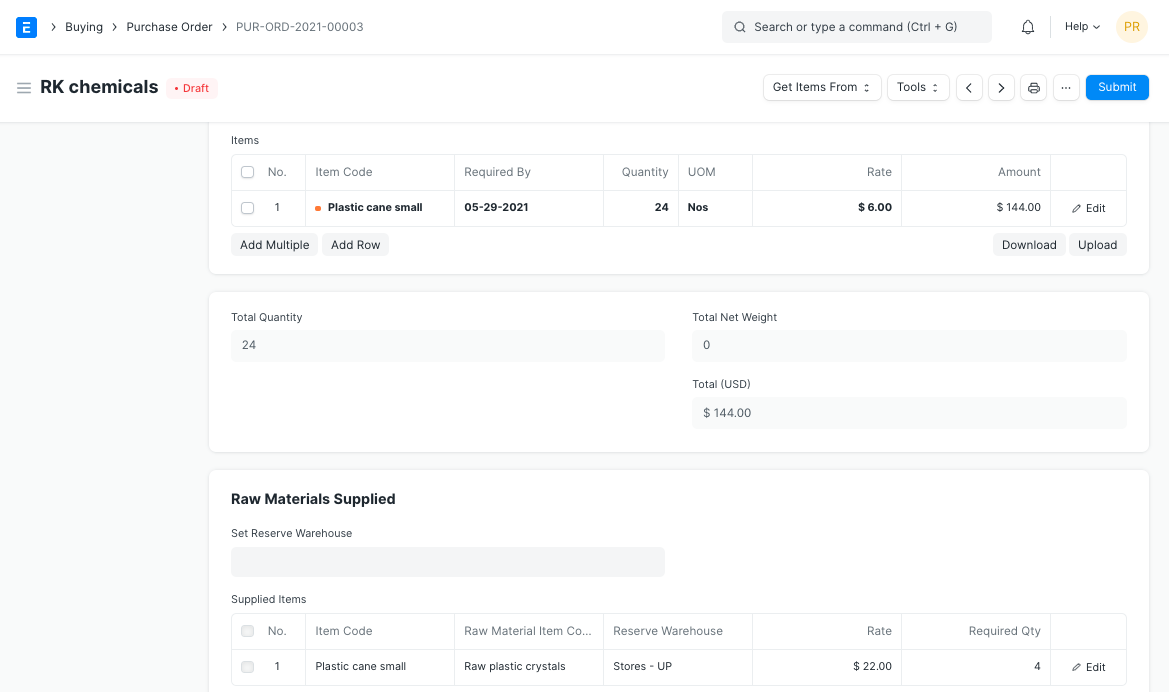 E
Buying
Purchase Order
PUR-ORD-2021-00003
Search or type a command (Ctrl + G)
Help
PR
RK chemicals
• Draft
Get Items From
Tools
...
Submit
Items
No. Item Code Required By Quantity UOM Rate Amount
1 Plastic cane small 05-29-2021 24 Nos $ 6.00 $ 144.00 Edit
Add Multiple Add Row Download Upload
Total Quantity
24
Total Net Weight
0
Total (USD)
$ 144.00
Raw Materials Supplied
Set Reserve Warehouse
Supplied Items
No. Item Code Raw Material Item Co... Reserve Warehouse Rate Required Qty
1 Plastic cane small Raw plastic crystals Stores - UP $ 22.00 4 Edit